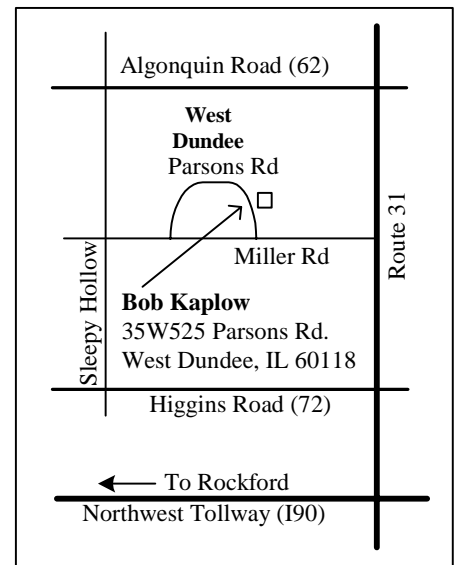 Algonquin Road (62)
West
Dundee
Parsons Rd
Route 31
Miller Rd
Sleepy Hollow
Bob Kaplow
35W525 Parsons Rd.
West Dundee, IL 60118
Higgins Road (72)
To Rockford
Northwest Tollway (I90)